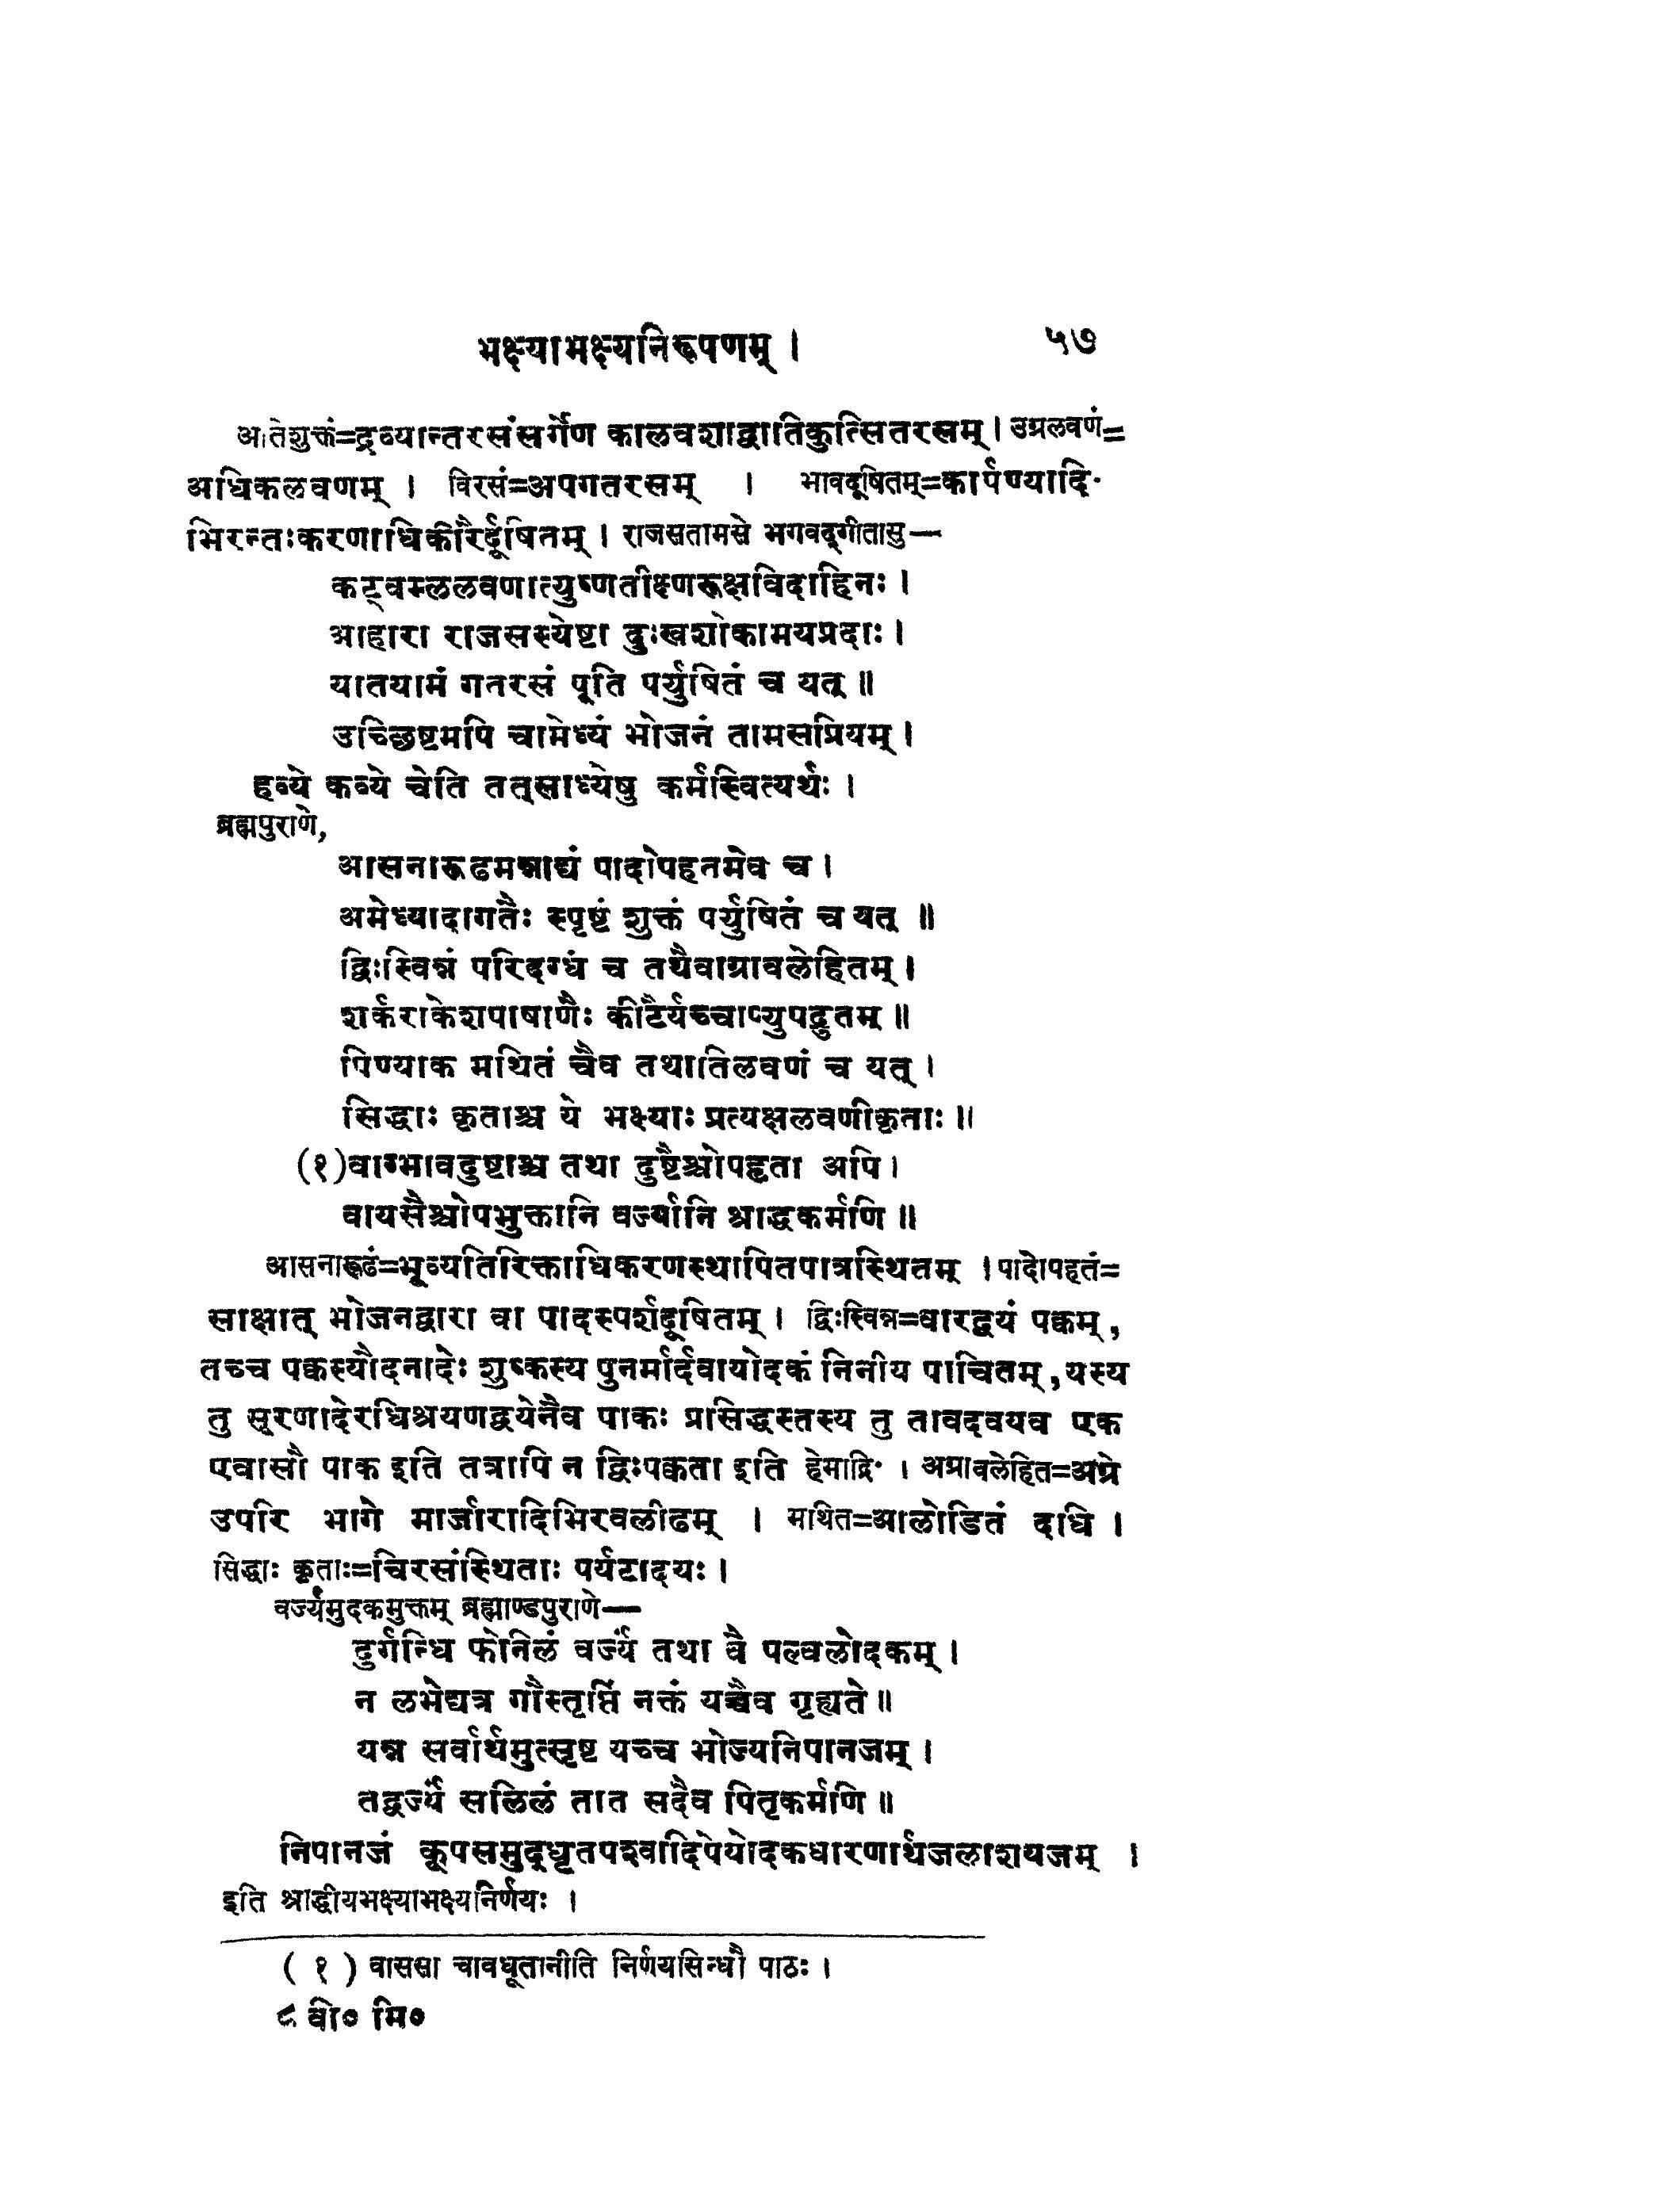 भक्ष्याभक्ष्यनिरूपणम् । ५७
अतिशुक्तं=द्रव्यान्तरसंसर्गेण कालवशाद्वातिकुत्सितरसम् । उग्रलवणं=
अधिकलवणम् । विरसं=अपगतरसम् । भावदूषितम्=कार्पण्यादि-
भिरन्तःकरणाधिकारैर्दूषितम् । राजसतामसे भगवद्गीतासु—
कट्वम्ललवणात्युष्णतीक्ष्णरूक्षविदाहिनः ।
आहारा राजसस्येष्टा दुःखशोकामयप्रदाः ।
यातयामं गतरसं पूति पर्युषितं च यत् ॥
उच्छिष्टमपि चामेध्यं भोजनं तामसप्रियम् ।
हव्ये कव्ये चेति तत्साध्येषु कर्मस्वित्यर्थः ।
ब्रह्मपुराणे,
आसनारूढमन्नाद्यं पादोपहतमेव च ।
अमेध्यादागतैः स्पृष्टं शुक्तं पर्युषितं च यत् ॥
द्विःस्विन्नं परिदग्धं च तथैवाग्रावलेहितम् ।
शर्कराकेशपाषाणैः कीटैर्यच्चाप्युपद्रुतम् ॥
पिण्याक मथितं चैव तथातिलवणं च यत् ।
सिद्धाः कृताश्च ये भक्ष्याः प्रत्यक्षलवणीकृताः ॥
(१)वाग्भावदुष्टाश्च तथा दुष्टैश्चोपहृता अपि ।
वायसैश्चोपभुक्तानि वर्ज्यानि श्राद्धकर्मणि ॥
आसनारूढं=भूव्यतिरिक्ताधिकरणस्थापितपात्रस्थितम् । पादोपहतं=
साक्षात् भोजनद्वारा वा पादस्पर्शदूषितम् । द्विःस्विन्न=वारद्वयं पक्वम्,
तच्च पक्वस्यौदनादेः शुष्कस्य पुनर्मार्दवायोदकं निनीय पाचितम्, यस्य
तु सूरणादेरधिश्रयणद्वयेनैव पाकः प्रसिद्धस्तस्य तु तावदवयव एक
एवासौ पाक इति तत्रापि न द्विःपक्वता इति हेमाद्रिः । अग्रावलेहित=अग्रे
उपरि भागे मार्जारादिभिरवलीढम् । मथित=आलोडितं दधि ।
सिद्धाः कृताः=चिरसंस्थिताः पर्यटादयः ।
वर्ज्यमुदकमुक्तम् ब्रह्माण्डपुराणे—
दुर्गन्धि फेनिलं वर्ज्यं तथा वै पल्वलोदकम् ।
न लभेद्यत्र गौस्तृप्तिं नक्तं यच्चैव गृह्यते ॥
यन्न सर्वार्थमुत्सृष्ट यच्च भोज्यनिपानजम् ।
तद्वर्ज्यं सलिलं तात सदैव पितृकर्मणि ॥
निपानजं कूपसमुद्धृतपश्वादिपेयोदकधारणार्थजलाशयजम् ।
इति श्राद्धीयभक्ष्याभक्ष्यनिर्णयः ।
( १ ) वाससा चावधूतानीति निर्णयसिन्धौ पाठः ।
८ वी० मि०